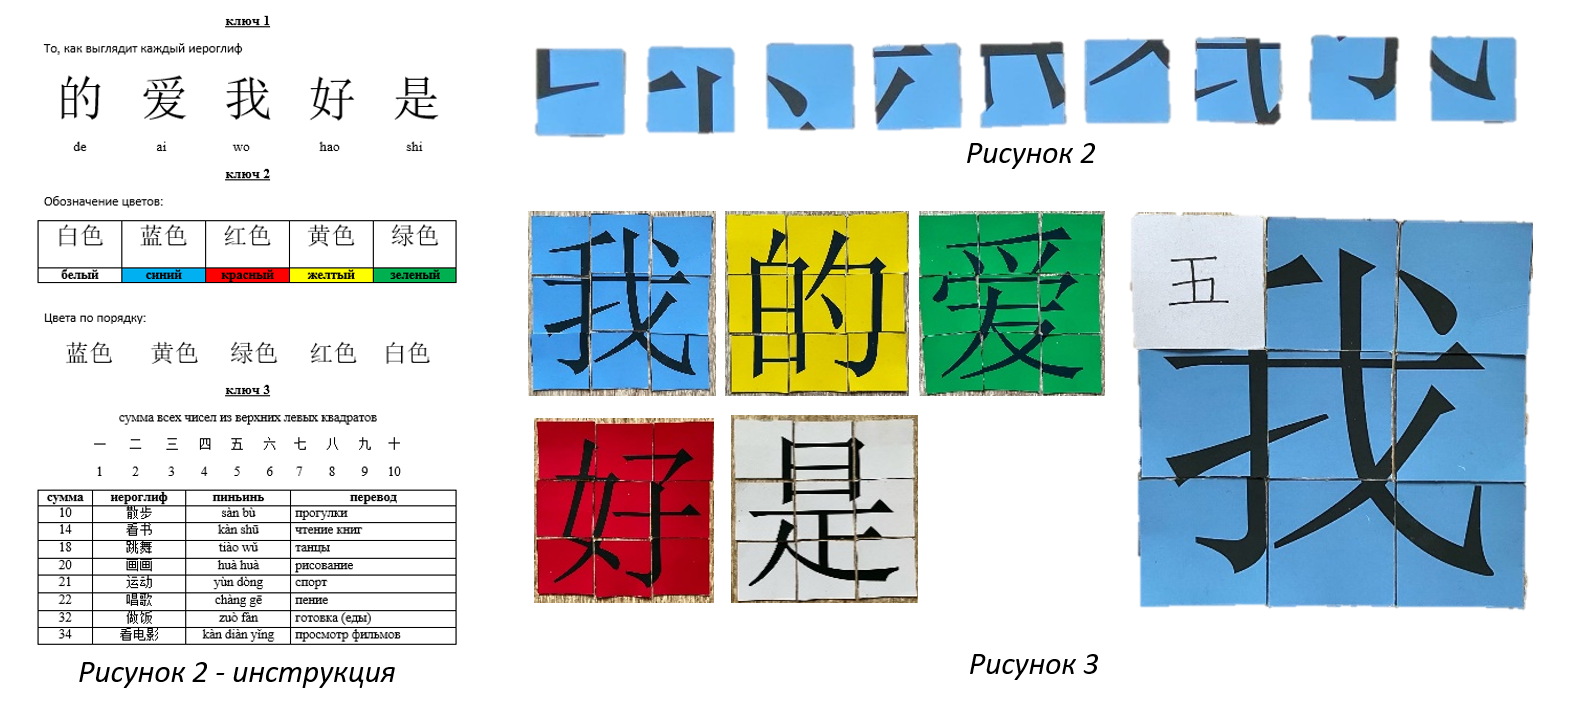 ключ 1
То, как выглядит каждый иероглиф
的 爱 我 好 是
de ai wo hao shi
ключ 2
Обозначение цветов:
白色 蓝色 红色 黄色 绿色
белый синий красный желтый зеленый
Цвета по порядку:
蓝色 黄色 绿色 红色 白色
ключ 3
сумма всех чисел из верхних левых квадратов
一 二 三 四 五 六 七 八 九 十
1 2 3 4 5 6 7 8 9 10
сумма иероглиф пиньинь перевод
10 散步 sàn bù прогулки
14 看书 kàn shū чтение книг
18 跳舞 tiào wǔ танцы
20 画画 huà huà рисование
21 运动 yùn dòng спорт
22 唱歌 chàng gē пение
32 做饭 zuò fàn готовка (еды)
34 看电影 kàn diàn yǐng просмотр фильмов
Рисунок 2 - инструкция
Рисунок 2
我 的 爱
好 是
五
我
Рисунок 3